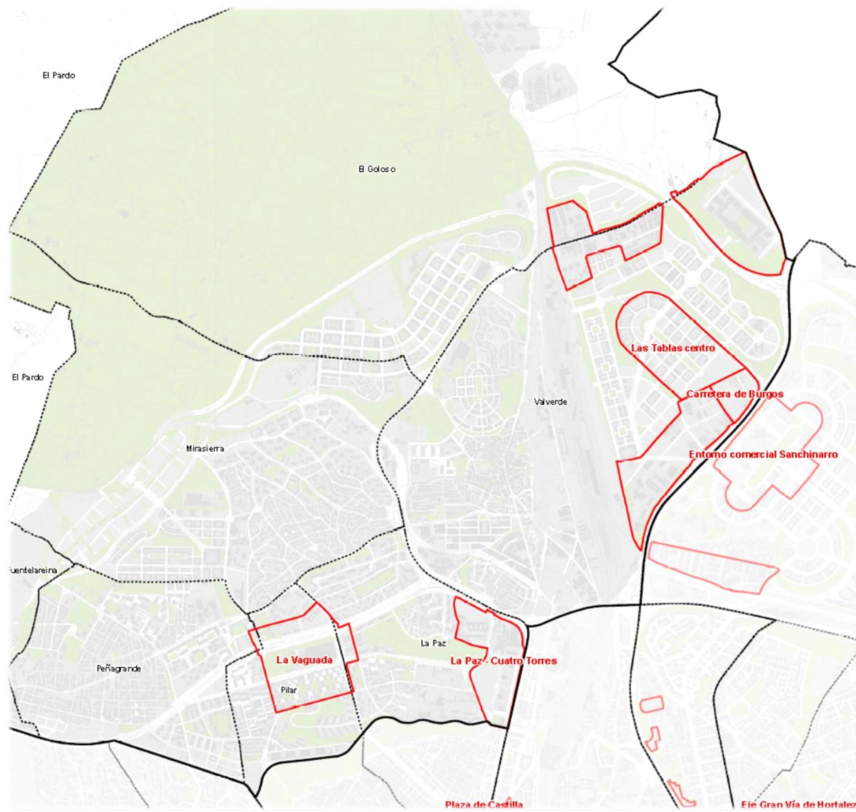 El Pardo
El Goloso
Las Tablas centro
El Pardo
Carretera de Burgos
Valverde
Mirasierra
Entorno comercial Sanchinarro
Fuentelareina
La Paz
La Vaguada
La Paz - Cuatro Torres
Peñagrande
Pilar
Plaza de Castilla
Eje Gran Vía de Hortalez